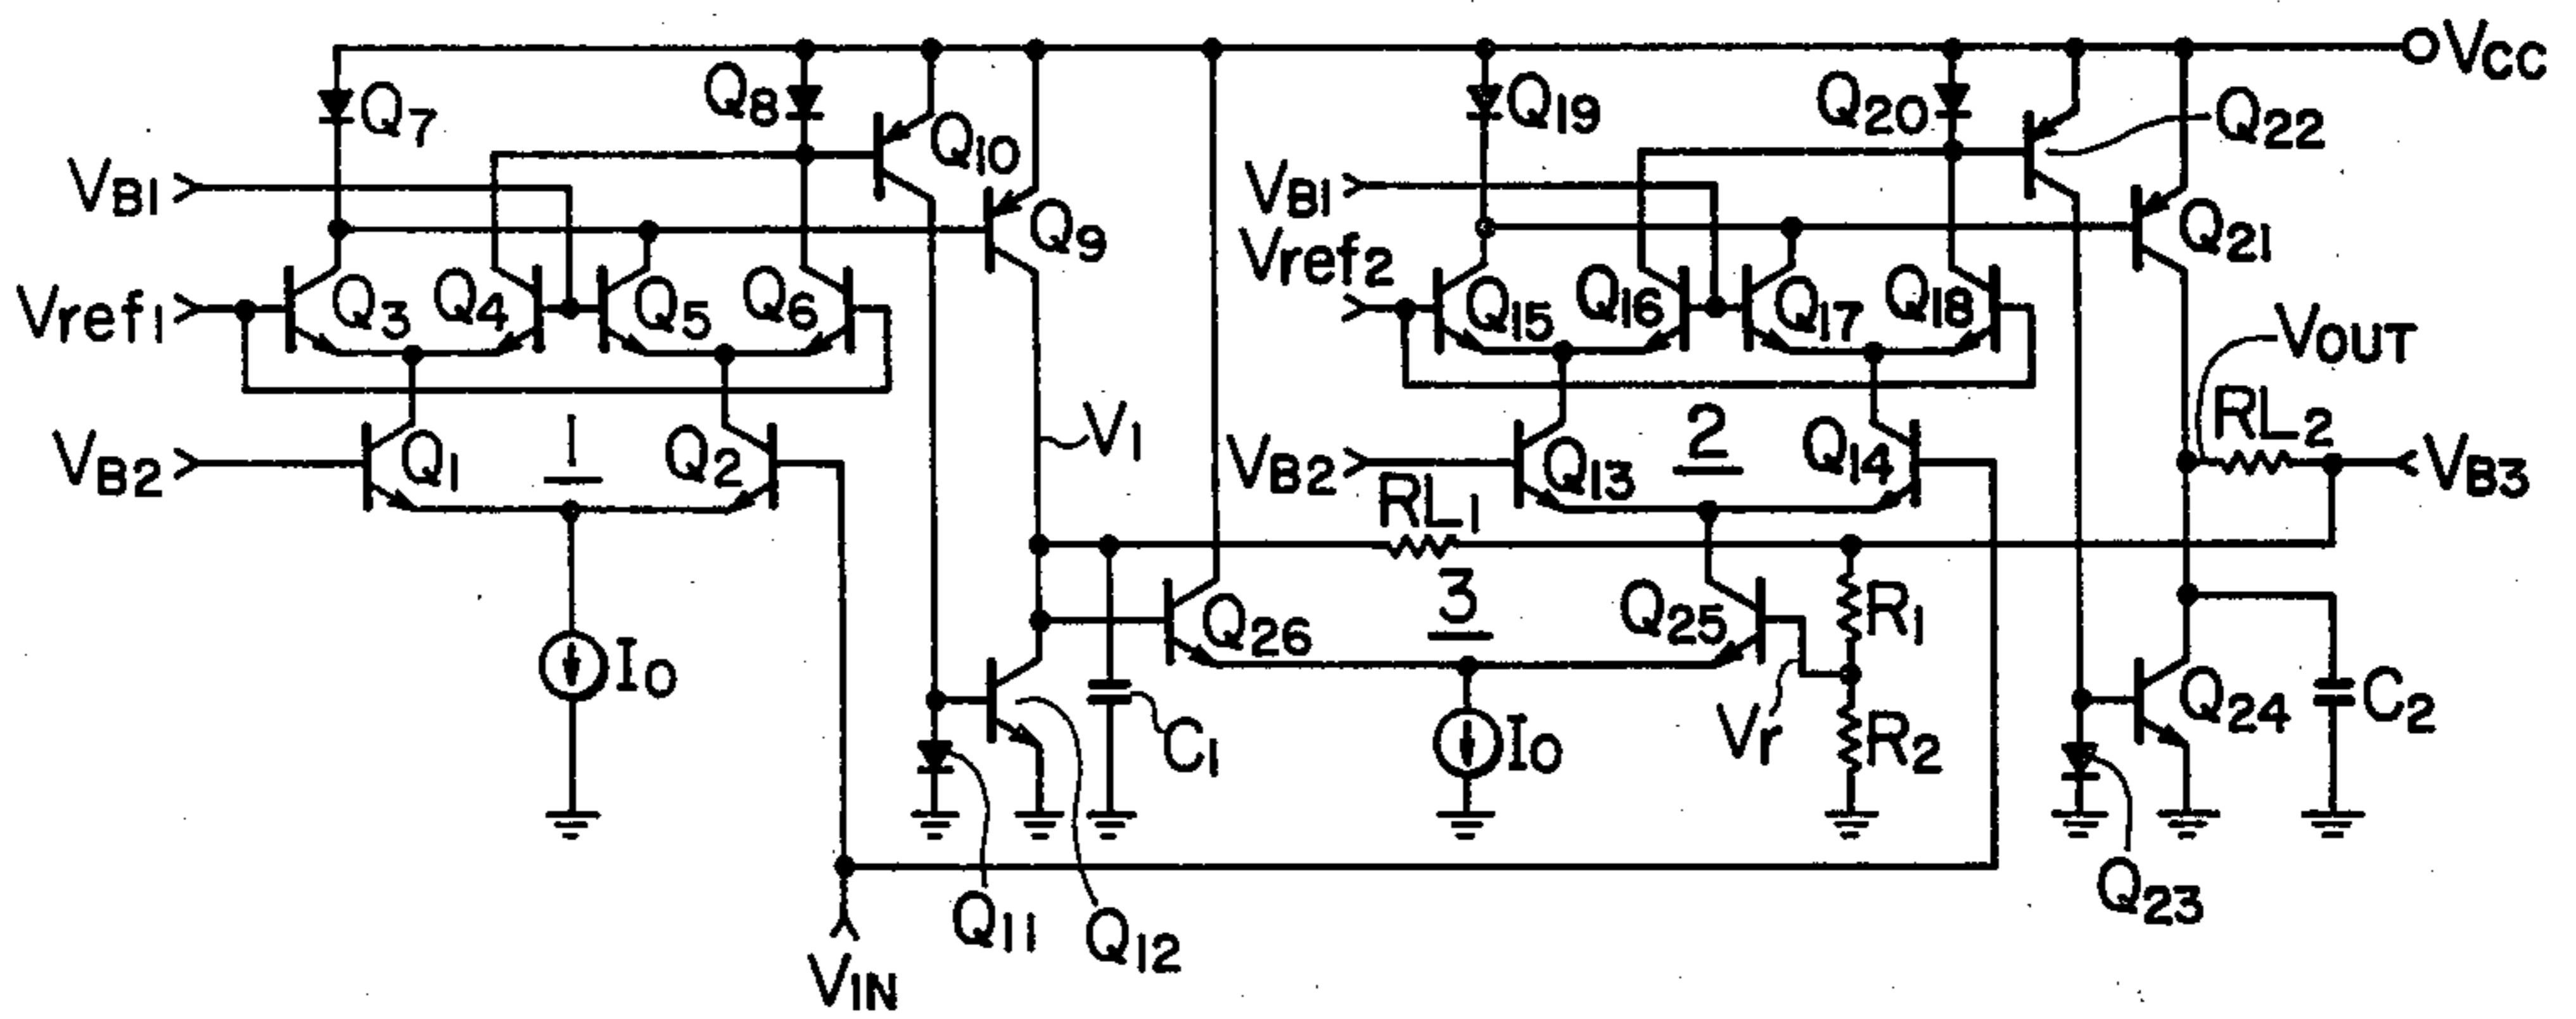 VCC
Q7
Q8
Q10
Q19
Q20
Q22
VB1
VB1
Q9
Q21
Vref1
Q3
Q4
Q5
Q6
Vref2
Q15
Q16
Q17
Q18
VOUT
VB2
Q1
1
Q2
V1
VB2
Q13
2
Q14
RL2
VB3
RL1
3
Q26
Q25
R1
I0
C1
I0
Vr
R2
Q24
C2
Q11
Q12
Q23
VIN